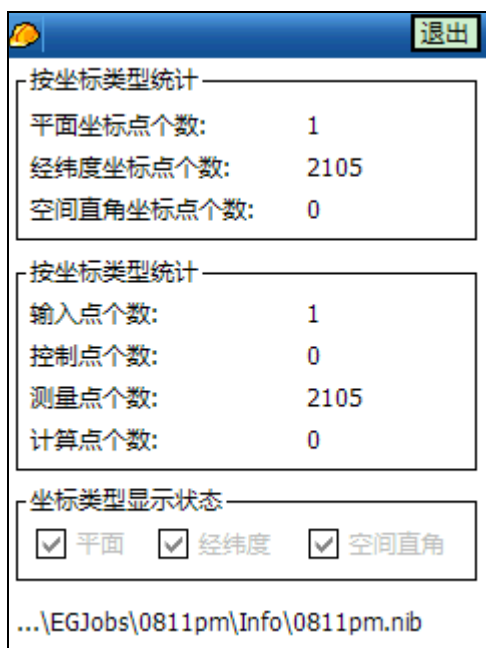 退出
按坐标类型统计
平面坐标点个数: 1
经纬度坐标点个数: 2105
空间直角坐标点个数: 0
按坐标类型统计
输入点个数: 1
控制点个数: 0
测量点个数: 2105
计算点个数: 0
坐标类型显示状态
平面 经纬度 空间直角
...\EGJobs\0811pm\Info\0811pm.nib